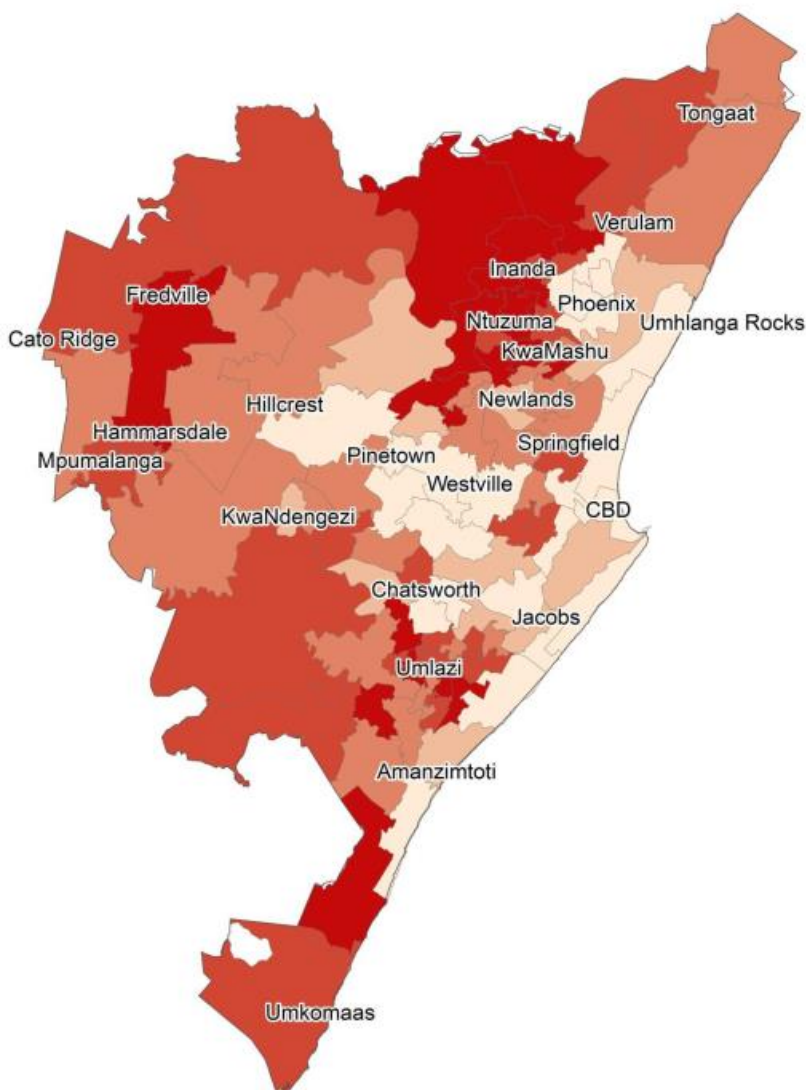 Tongaat
Verulam
Inanda
Fredville
Phoenix
Ntuzuma
Umhlanga Rocks
Cato Ridge
KwaMashu
Hillcrest
Newlands
Hammarsdale
Springfield
Mpumalanga
Pinetown
Westville
CBD
KwaNdengezi
Chatsworth
Jacobs
Umlazi
Amanzimtoti
Umkomaas